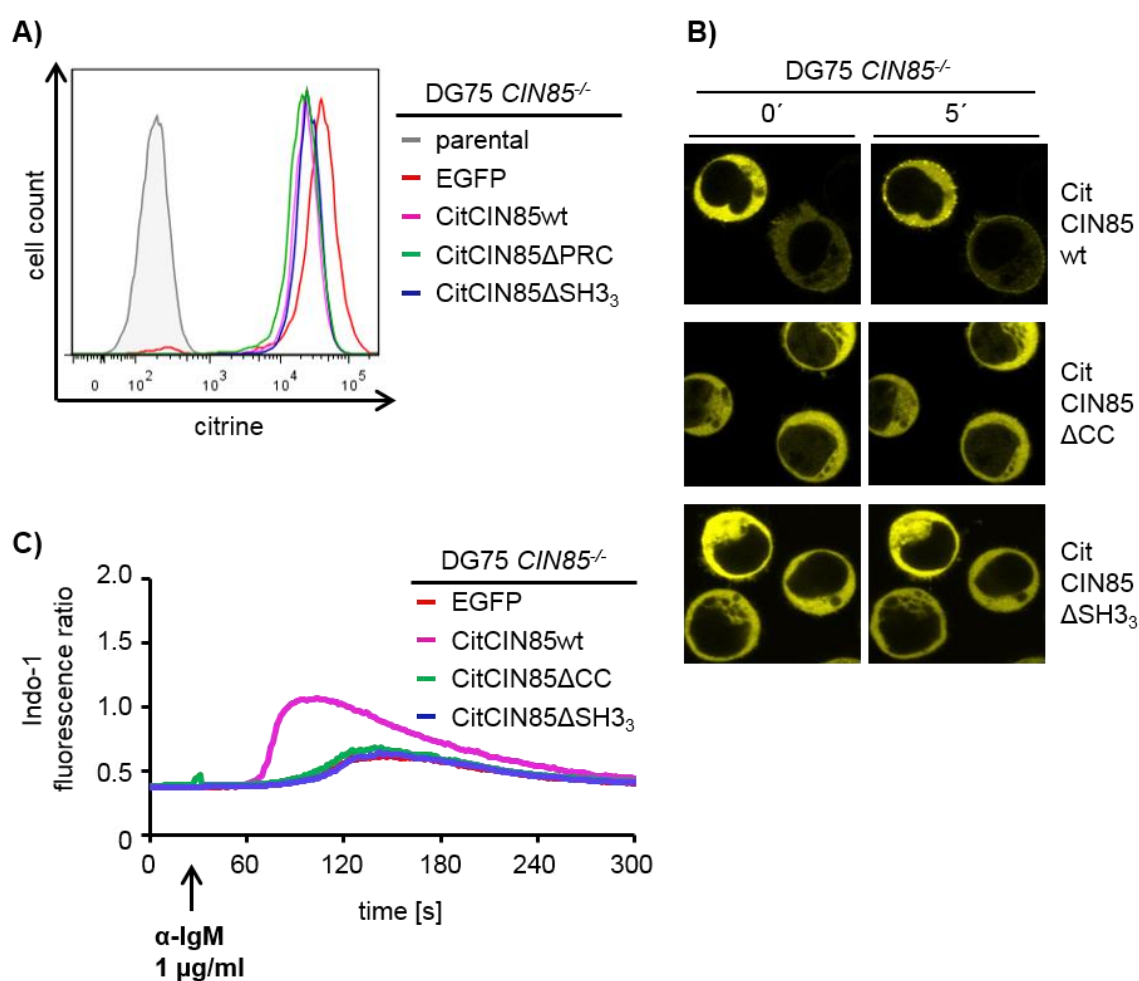 A)
DG75 CIN85-/-
parental
EGFP
CitCIN85wt
CitCIN85ΔPRC
CitCIN85ΔSH3₃
cell count
0 10² 10³ 10⁴ 10⁵
citrine
B)
DG75 CIN85-/-
0´ 5´
Cit
CIN85
wt
Cit
CIN85
ΔCC
Cit
CIN85
ΔSH3₃
C)
DG75 CIN85-/-
EGFP
CitCIN85wt
CitCIN85ΔCC
CitCIN85ΔSH3₃
Indo-1
fluorescence ratio
2.0
1.5
1.0
0.5
0
0 60 120 180 240 300
time [s]
α-IgM
1 µg/ml